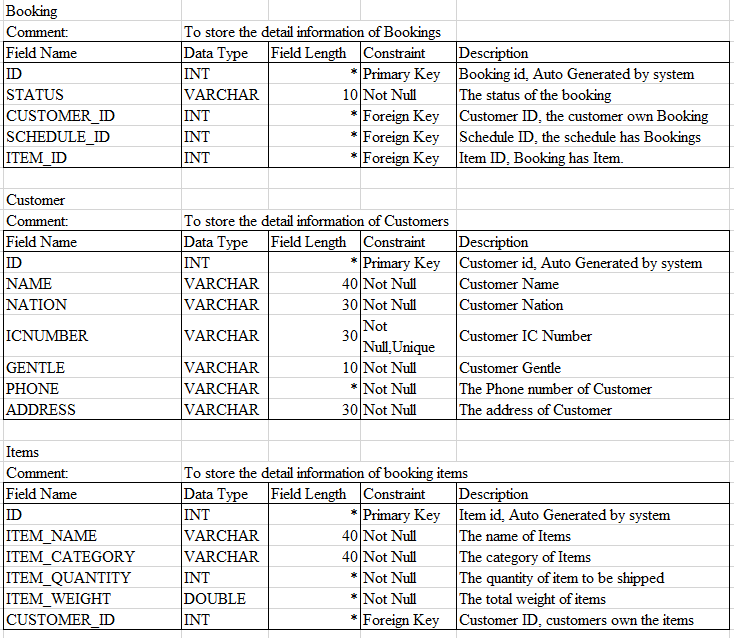 Booking
Comment: To store the detail information of Bookings
Field Name Data Type Field Length Constraint Description
ID INT * Primary Key Booking id, Auto Generated by system
STATUS VARCHAR 10 Not Null The status of the booking
CUSTOMER_ID INT * Foreign Key Customer ID, the customer own Booking
SCHEDULE_ID INT * Foreign Key Schedule ID, the schedule has Bookings
ITEM_ID INT * Foreign Key Item ID, Booking has Item.
Customer
Comment: To store the detail information of Customers
Field Name Data Type Field Length Constraint Description
ID INT * Primary Key Customer id, Auto Generated by system
NAME VARCHAR 40 Not Null Customer Name
NATION VARCHAR 30 Not Null Customer Nation
ICNUMBER VARCHAR 30 Not Null,Unique Customer IC Number
GENTLE VARCHAR 10 Not Null Customer Gentle
PHONE VARCHAR * Not Null The Phone number of Customer
ADDRESS VARCHAR 30 Not Null The address of Customer
Items
Comment: To store the detail information of booking items
Field Name Data Type Field Length Constraint Description
ID INT * Primary Key Item id, Auto Generated by system
ITEM_NAME VARCHAR 40 Not Null The name of Items
ITEM_CATEGORY VARCHAR 40 Not Null The category of Items
ITEM_QUANTITY INT * Not Null The quantity of item to be shipped
ITEM_WEIGHT DOUBLE * Not Null The total weight of items
CUSTOMER_ID INT * Foreign Key Customer ID, customers own the items